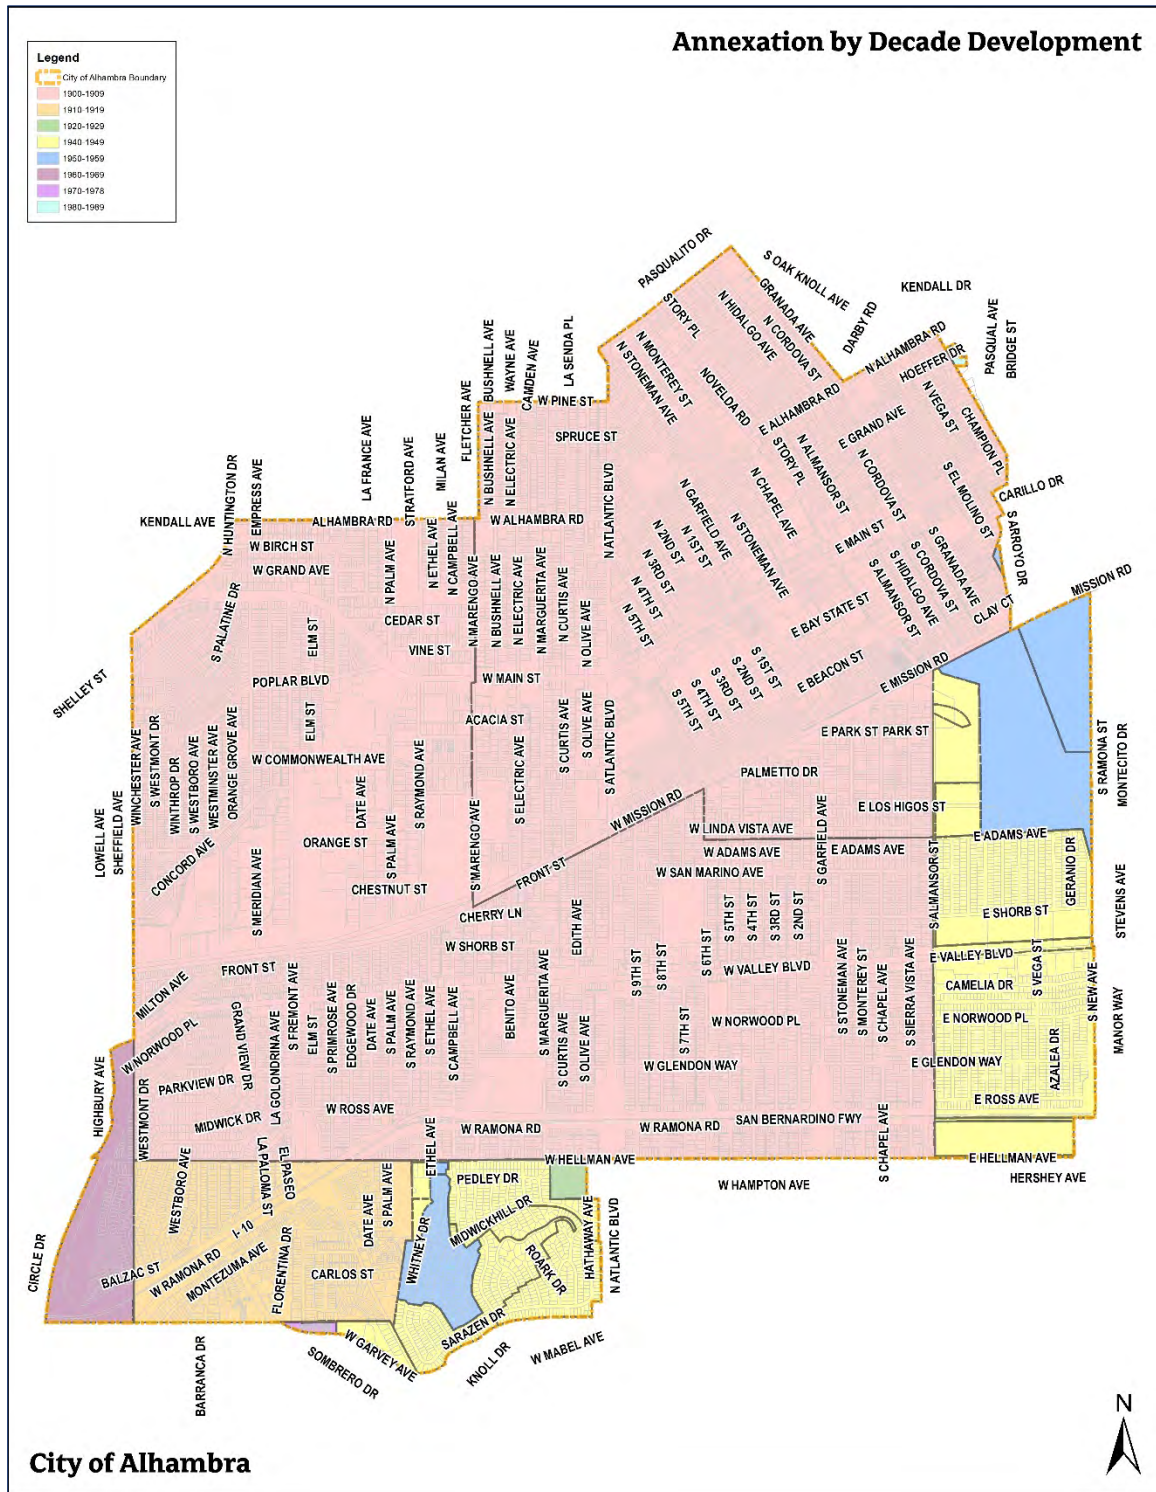 Annexation by Decade Development
Legend
City of Alhambra Boundary
1900-1909
1910-1919
1920-1929
1940-1949
1950-1959
1960-1969
1970-1978
1980-1989
PASQUALITO DR
S OAK KNOLL AVE
KENDALL DR
GRANADA AVE
DARBY RD
PASQUAL AVE
BRIDGE ST
STORY PL
N HIDALGO AVE
N CORDOVA ST
N ALHAMBRA RD
HOEFFER DR
N MONTEREY ST
N STONEMAN AVE
NOVELDA RD
E ALHAMBRA RD
N VEGA ST
CHAMPION PL
BUSHNELL AVE
WAYNE AVE
CAMDEN AVE
LA SENDA PL
FLETCHER AVE
W PINE ST
SPRUCE ST
E GRAND AVE
STORY PL
N ALMANSOR ST
N CORDOVA ST
S EL MOLINO ST
CARILLO DR
S ARROYO DR
N HUNTINGTON DR
EMPRESS AVE
LA FRANCE AVE
STRATFORD AVE
MILAN AVE
N BUSHNELL AVE
N ELECTRIC AVE
N ATLANTIC BLVD
N GARFIELD AVE
N CHAPEL AVE
N STONEMAN AVE
KENDALL AVE
ALHAMBRA RD
W ALHAMBRA RD
N CAMPBELL AVE
N ETHEL AVE
N PALM AVE
W BIRCH ST
W GRAND AVE
N 1ST ST
N 2ND ST
N 3RD ST
N 4TH ST
N 5TH ST
E MAIN ST
S GRANADA AVE
S CORDOVA ST
S HIDALGO AVE
S ALMANSOR ST
MISSION RD
CLAY CT
E BAY STATE ST
S PALATINE DR
ELM ST
CEDAR ST
VINE ST
N MARENGO AVE
N BUSHNELL AVE
N ELECTRIC AVE
N MARGUERITA AVE
N CURTIS AVE
N OLIVE AVE
S 1ST ST
S 2ND ST
S 3RD ST
S 4TH ST
S 5TH ST
E BEACON ST
E MISSION RD
SHELLEY ST
POPLAR BLVD
W MAIN ST
ACACIA ST
ELM ST
S CURTIS AVE
S OLIVE AVE
S ATLANTIC BLVD
E PARK ST
PARK ST
S RAMONA ST
MONTECITO DR
WINCHESTER AVE
S WESTMONT DR
WINTHROP DR
S WESTBORO AVE
WESTMINSTER AVE
ORANGE GROVE AVE
W COMMONWEALTH AVE
DATE AVE
S RAYMOND AVE
S ELECTRIC AVE
W MISSION RD
PALMETTO DR
E LOS HIGOS ST
LOWELL AVE
SHEFFIELD AVE
CONCORD AVE
ORANGE ST
S PALM AVE
S MARENGO AVE
FRONT ST
W LINDA VISTA AVE
W ADAMS AVE
S GARFIELD AVE
E ADAMS AVE
E ADAMS AVE
S ALMANSOR ST
GERANIO DR
S MERIDIAN AVE
CHESTNUT ST
CHERRY LN
W SAN MARINO AVE
E SHORB ST
STEVENS AVE
W SHORB ST
EDITH AVE
S 5TH ST
S 4TH ST
S 3RD ST
S 2ND ST
E VALLEY BLVD
FRONT ST
MILTON AVE
S 9TH ST
S 8TH ST
S 6TH ST
W VALLEY BLVD
CAMELIA DR
S VEGA ST
S NEW AVE
MANOR WAY
W NORWOOD PL
GRAND VIEW DR
LA GOLONDRINA AVE
S FREMONT AVE
ELM ST
S PRIMROSE AVE
EDGEWOOD DR
DATE AVE
S PALM AVE
S RAYMOND AVE
S ETHEL AVE
S CAMPBELL AVE
BENITO AVE
S MARGUERITA AVE
S CURTIS AVE
S OLIVE AVE
S 77TH ST
W NORWOOD PL
S STONEMAN AVE
S MONTEREY ST
S CHAPEL AVE
S SIERRA VISTA AVE
E NORWOOD PL
AZALEA DR
HIGHBURY AVE
WESTMONT DR
PARKVIEW DR
MIDWICK DR
W GLENDON WAY
E GLENDON WAY
W ROSS AVE
E ROSS AVE
W RAMONA RD
W RAMONA RD
SAN BERNARDINO FWY
ETHEL AVE
W HELLMAN AVE
S CHAPEL AVE
E HELLMAN AVE
HERSHEY AVE
W HAMPTON AVE
WESTBORO AVE
LA PALOMA ST
EL PASEO
S PALM AVE
DATE AVE
PEDLEY DR
MIDWICKHILL DR
HATHAWAY AVE
N ATLANTIC BLVD
CIRCLE DR
BALZAC ST
W RAMONA RD
I-10
MONTEZUMA AVE
FLORENTINA DR
CARLOS ST
WHITNEY DR
ROARK DR
SARAZEN DR
W GARVEY AVE
KNOLL DR
W MABEL AVE
BARRANCA DR
SOMBRERO DR
N
City of Alhambra